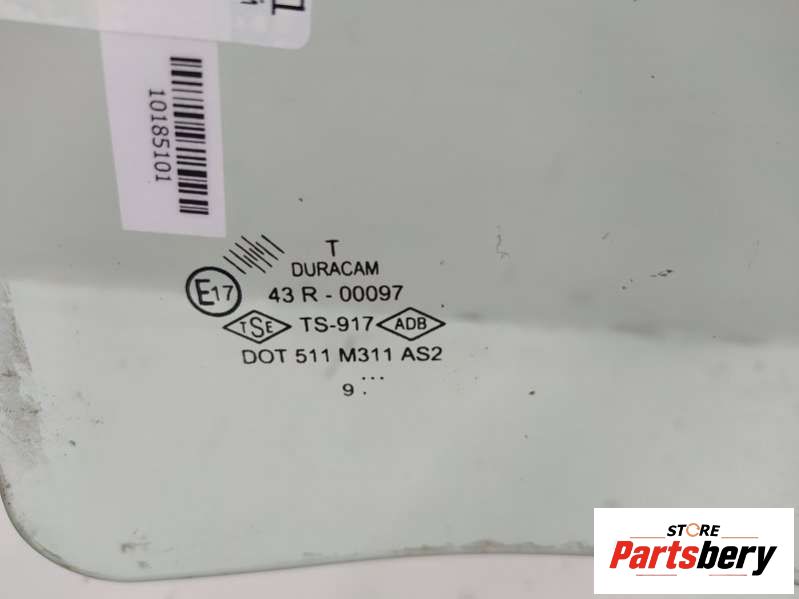 10185101
T
DURACAM
E17
43 R - 00097
TSE TS-917 ADB
DOT 511 M311 AS2
...
9 .
STORE
Partsbery